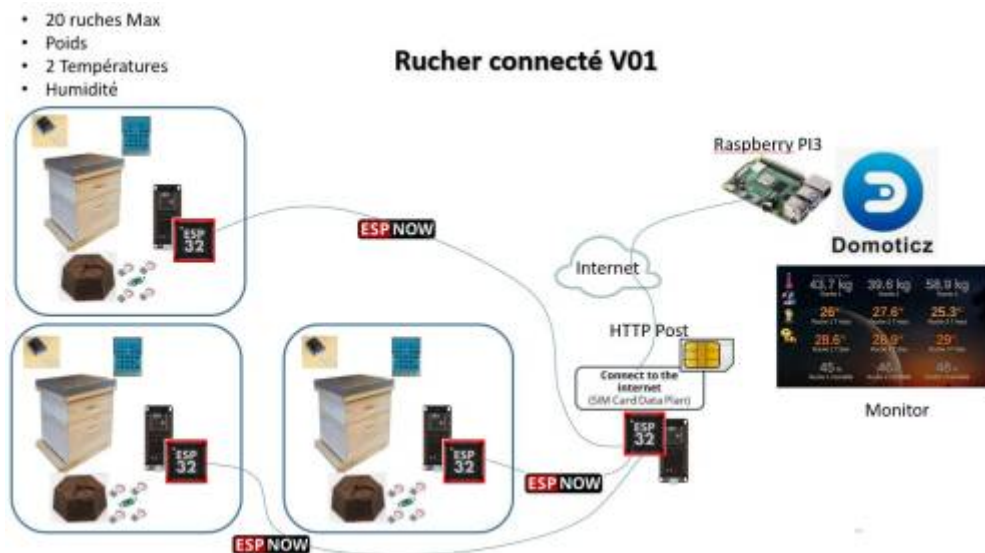 20 ruches Max
Poids
2 Températures
Humidité
Rucher connecté V01
Raspberry PI3
Domoticz
ESP
32
ESP NOW
Internet
HTTP Post
Connect to the
internet
(SIM Card Data Plan)
ESP
32
43.7 kg 39.6 kg 58.9 kg
26° 27.6° 25.3°
28.6° 28.9° 29°
45
Monitor
ESP
32
ESP
32
ESP NOW
ESP NOW